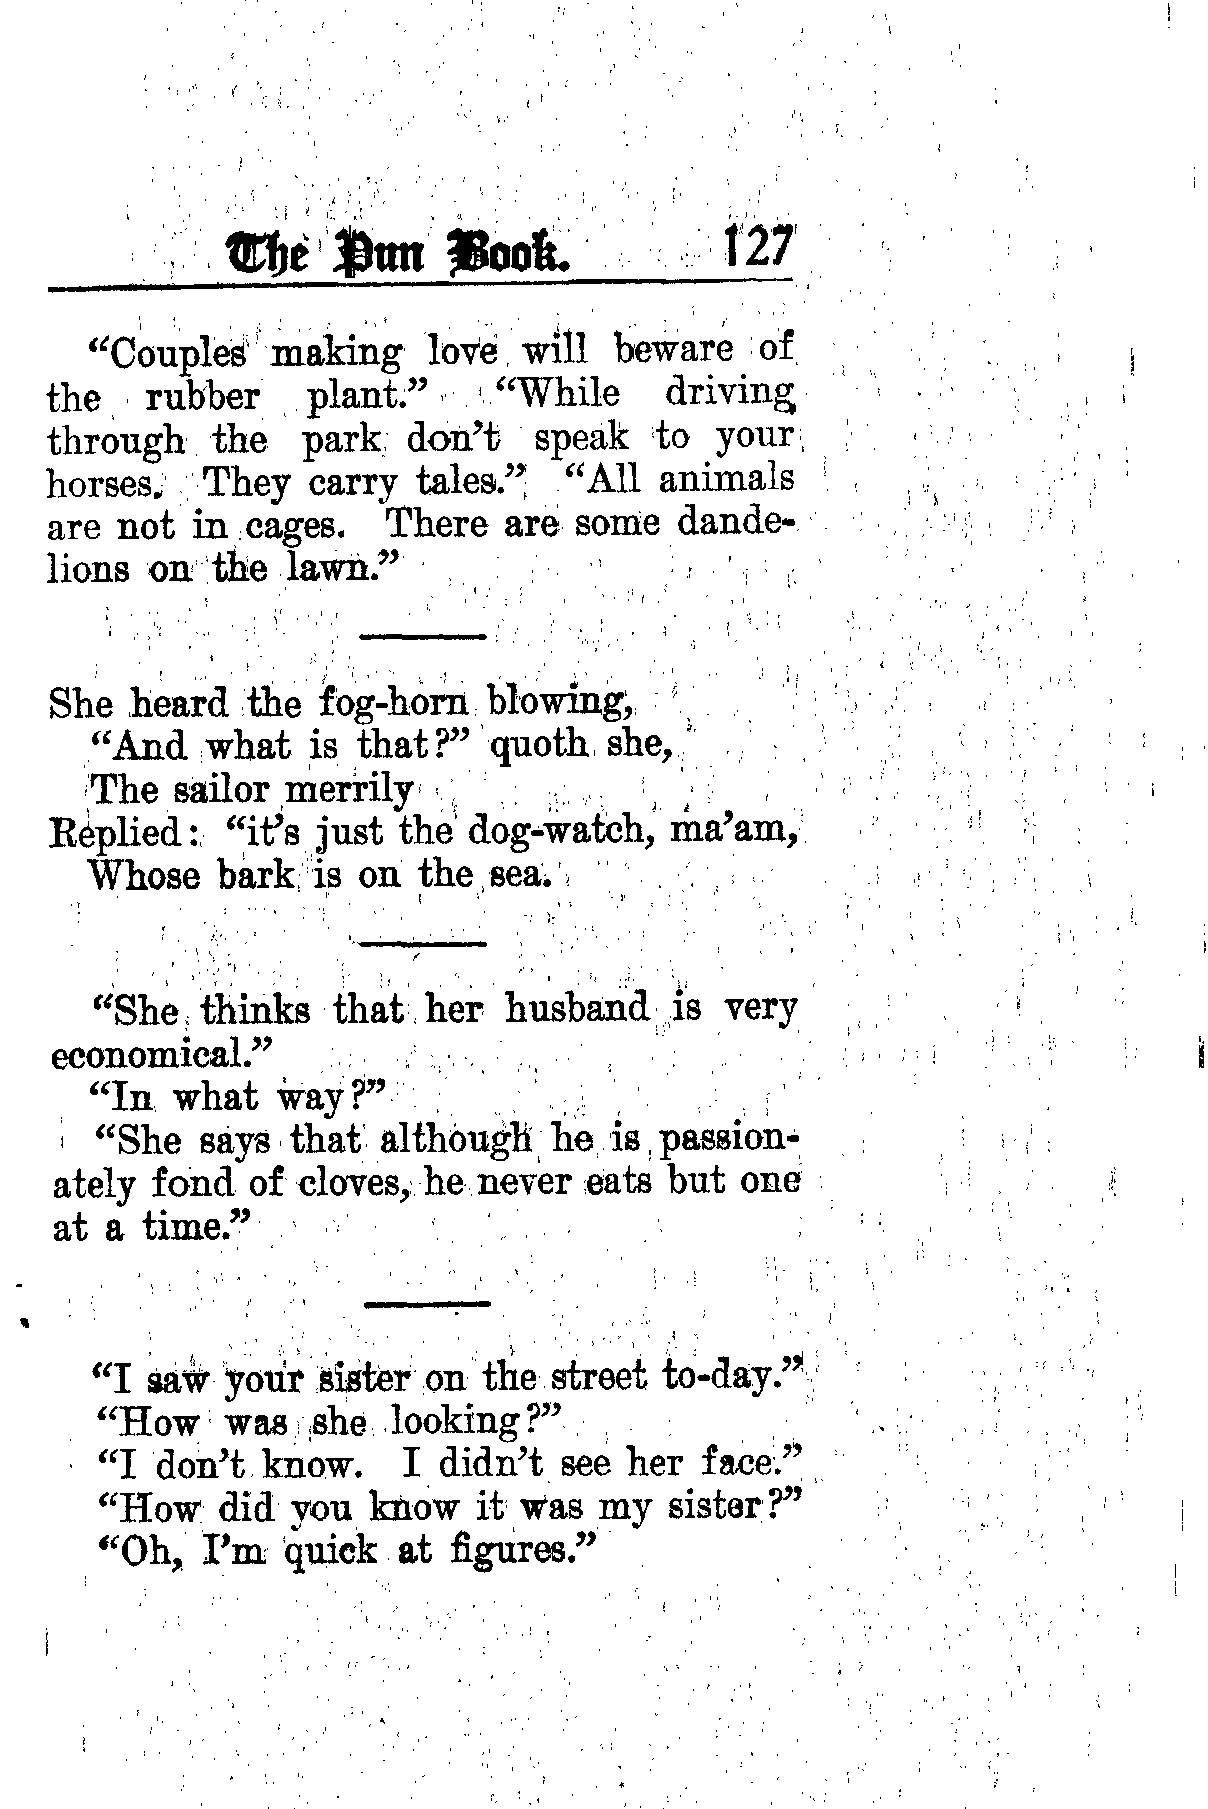 The Pun Book. 127
“Couples making love will beware of
the rubber plant.” “While driving
through the park don’t speak to your
horses. They carry tales.” “All animals
are not in cages. There are some dande-
lions on the lawn.”
She heard the fog-horn blowing,
“And what is that?” quoth she,
The sailor merrily
Replied: “it’s just the dog-watch, ma’am,
Whose bark is on the sea.
“She thinks that her husband is very
economical.”
“In what way?”
“She says that although he is passion-
ately fond of cloves, he never eats but one
at a time.”
“I saw your sister on the street to-day.”
“How was she looking?”
“I don’t know. I didn’t see her face.”
“How did you know it was my sister?”
“Oh, I’m quick at figures.”